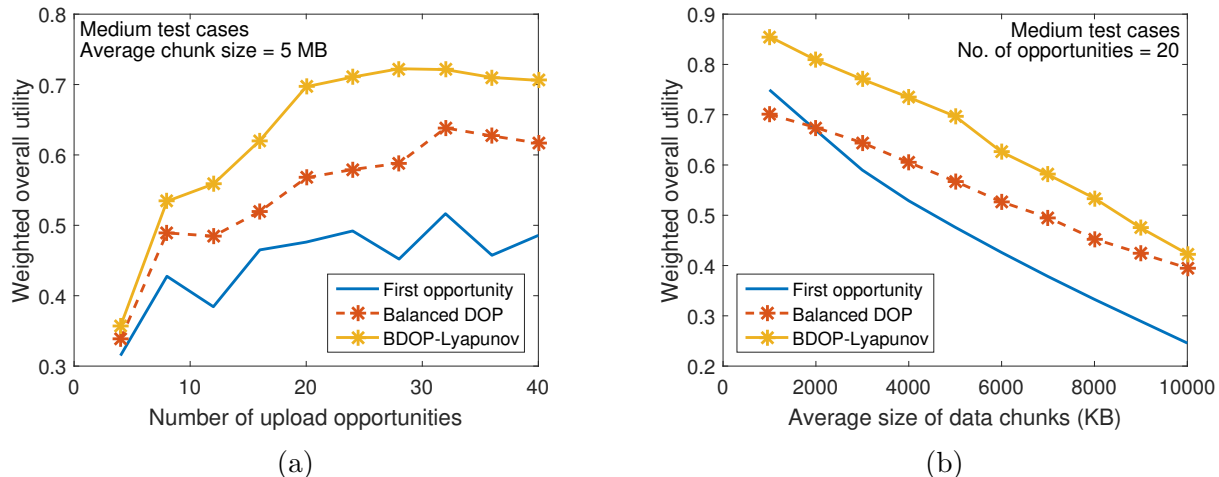 Medium test cases
Average chunk size = 5 MB
Weighted overall utility
0.8
0.7
0.6
0.5
0.4
0.3
0 10 20 30 40
Number of upload opportunities
First opportunity
Balanced DOP
BDOP-Lyapunov
(a)
Medium test cases
No. of opportunities = 20
Weighted overall utility
0.9
0.8
0.7
0.6
0.5
0.4
0.3
0.2
0 2000 4000 6000 8000 10000
Average size of data chunks (KB)
First opportunity
Balanced DOP
BDOP-Lyapunov
(b)